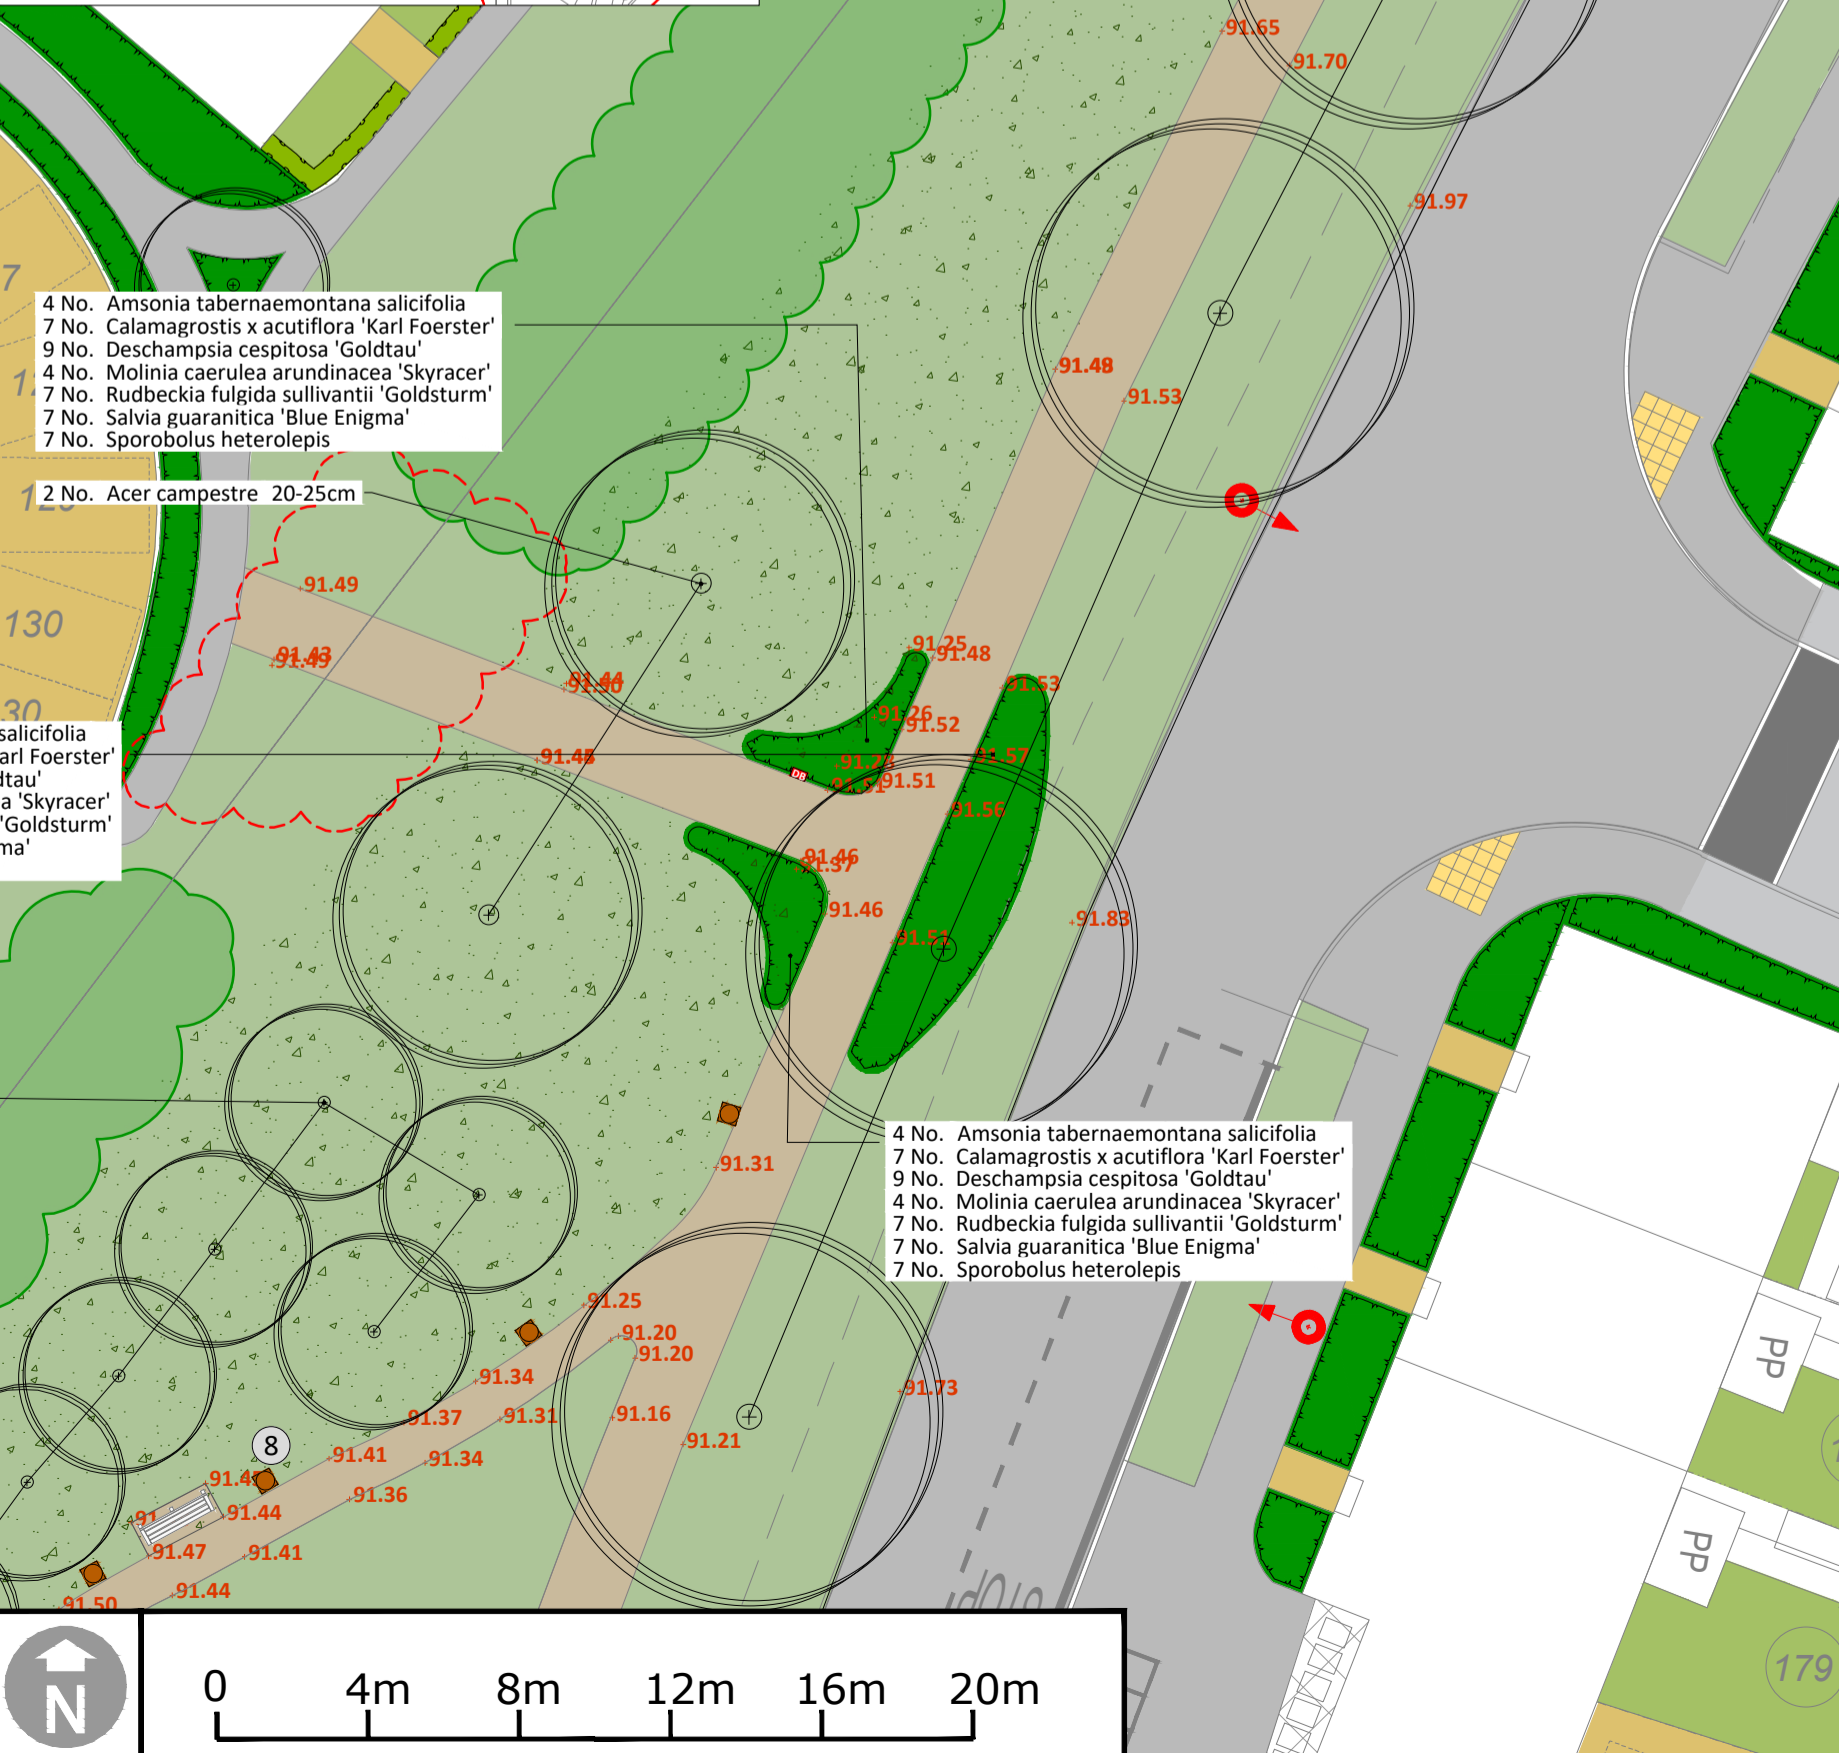 91.65
91.70
91.97
7
4 No. Amsonia tabernaemontana salicifolia
7 No. Calamagrostis x acutiflora 'Karl Foerster'
9 No. Deschampsia cespitosa 'Goldtau'
4 No. Molinia caerulea arundinacea 'Skyracer'
7 No. Rudbeckia fulgida sullivantii 'Goldsturm'
7 No. Salvia guaranitica 'Blue Enigma'
7 No. Sporobolus heterolepis
91.53
2 No. Acer campestre 20-25cm
91.49
130
91.43
91.25
91.48
91.44
91.53
91.26
91.52
30
salicifolia
arl Foerster'
dtau'
a 'Skyracer'
'Goldsturm'
ma'
91.57
DB
91.51
91.56
91.46
91.37
91.46
91.83
91.51
4 No. Amsonia tabernaemontana salicifolia
7 No. Calamagrostis x acutiflora 'Karl Foerster'
9 No. Deschampsia cespitosa 'Goldtau'
4 No. Molinia caerulea arundinacea 'Skyracer'
7 No. Rudbeckia fulgida sullivantii 'Goldsturm'
7 No. Salvia guaranitica 'Blue Enigma'
7 No. Sporobolus heterolepis
91.31
91.25
91.20
91.20
91.34
91.73
91.37
91.31
91.16
91.21
8
91.41
91.34
91.36
91.44
91.47
91.41
91.44
91.50
PP
PP
179
N
0 4m 8m 12m 16m 20m